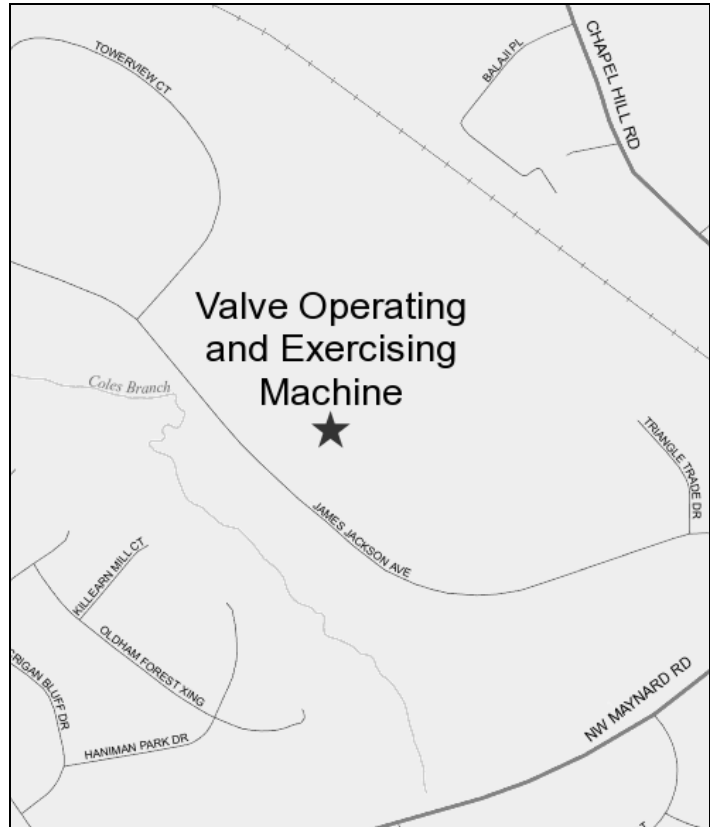 TOWERVIEW CT
BALAJI PL
CHAPEL HILL RD
Valve Operating
and Exercising
Machine
Coles Branch
TRIANGLE TRADE DR
JAMES JACKSON AVE
KILLEARN MILL CT
OLDHAM FOREST XING
RIGAN BLUFF DR
HANIMAN PARK DR
NW MAYNARD RD